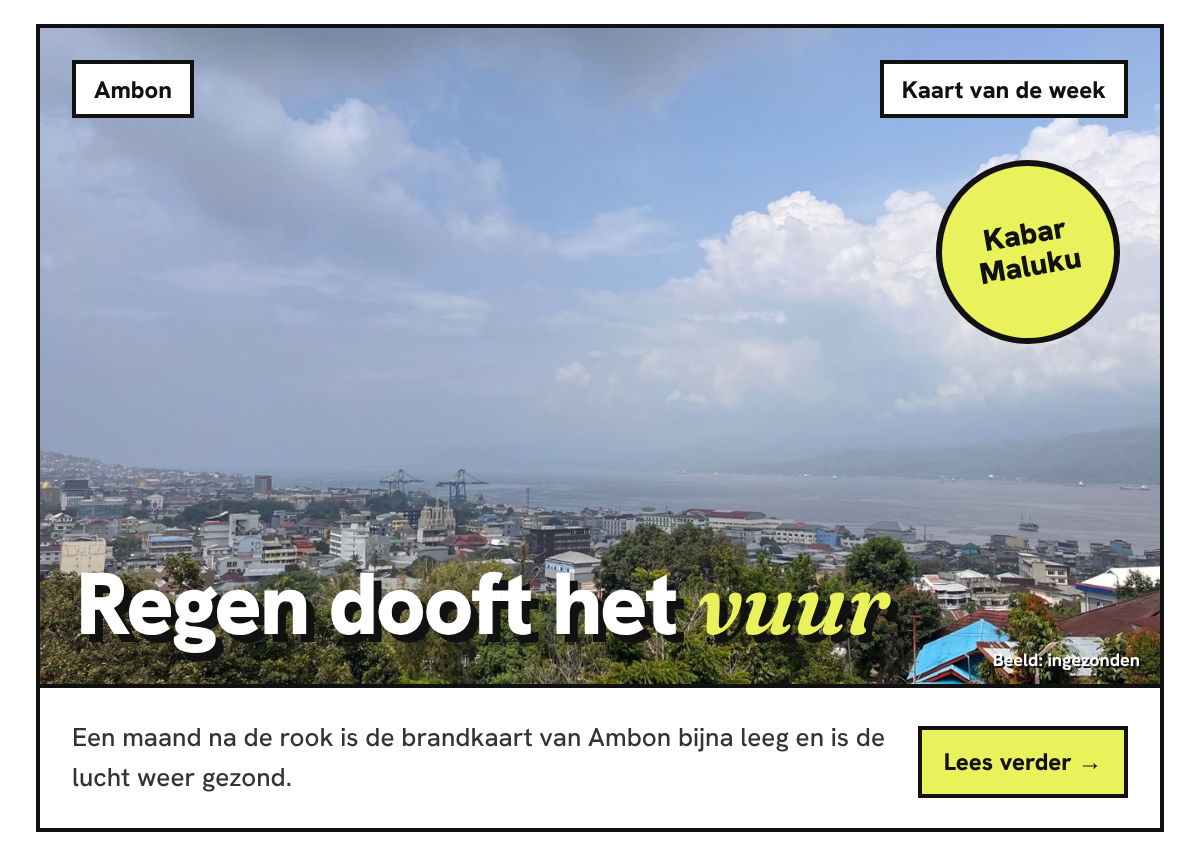 Ambon
Kaart van de week
Kabar
Maluku
Regen dooft het vuur
Beeld: ingezonden
Een maand na de rook is de brandkaart van Ambon bijna leeg en is de
lucht weer gezond.
Lees verder →